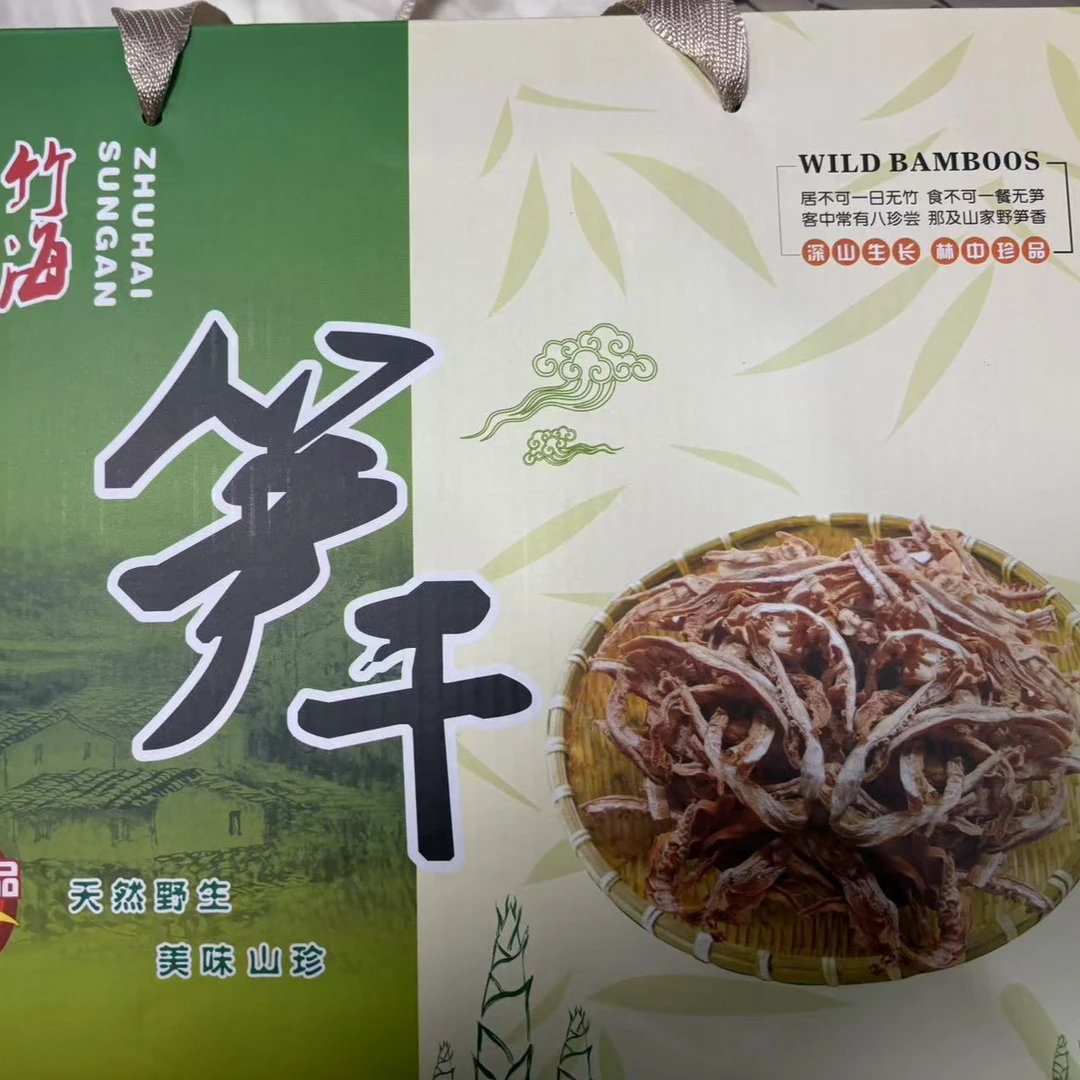 竹海
ZHUHAI
SUNGAN
笋干
WILD BAMBOOS
居不可一日无竹 食不可一餐无笋
客中常有八珍尝 那及山家野笋香
深山生长 林中珍品
品
天然野生
美味山珍